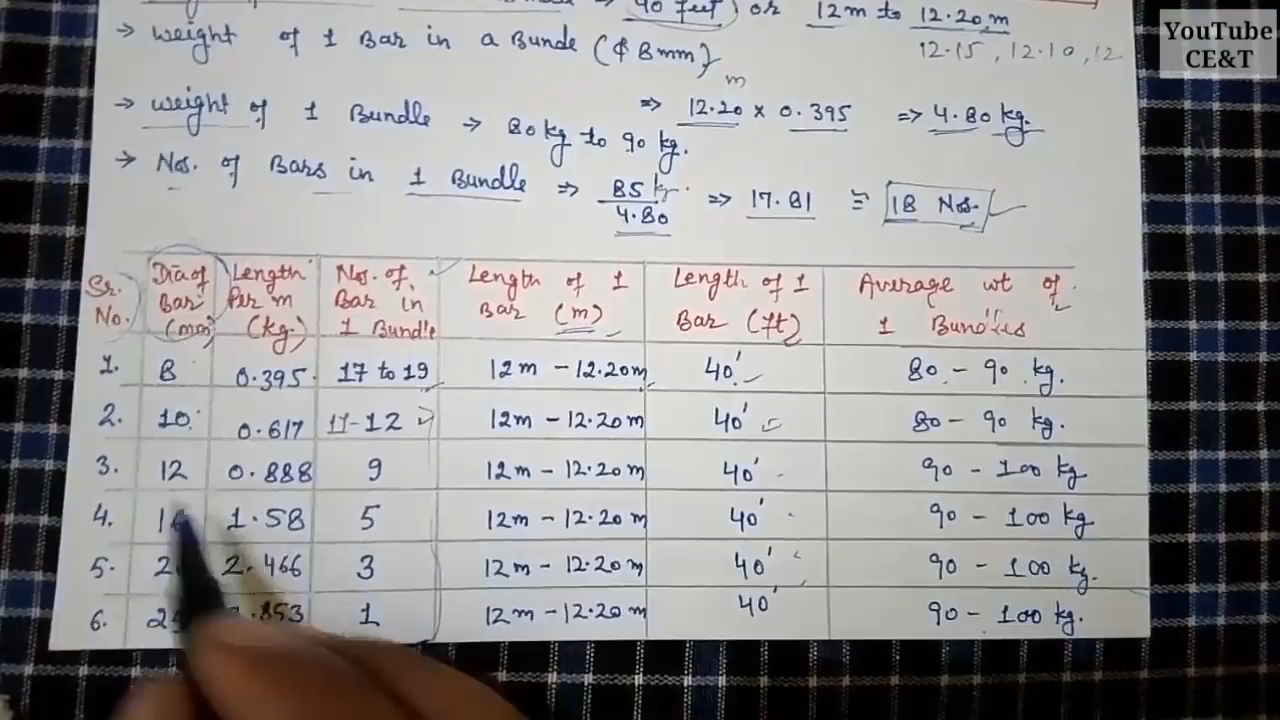 40 feet) or 12m to 12.20m
12.15, 12.10, 12
→ weight of 1 Bar in a Bunde (ϕ 8mm)
m
⇒ 12.20 x 0.395 ⇒ 4.80 kg.
→ weight of 1 Bundle → 80 kg to 90 kg.
→ Nos. of Bars in 1 Bundle ⇒ 85 kg. / 4.80 ⇒ 17.81 ≅ 18 Nos.
Sr. No. Dia of Bar (mm) Length Per m (kg.) Nos. of Bar in 1 Bundle Length of 1 Bar (m) Length of 1 Bar (ft) Average wt of 1 Bundles
1. 8 0.395 17 to 19 12m - 12.20m 40' 80 - 90 kg.
2. 10 0.617 11-12 12m - 12.20m 40' 80 - 90 kg.
3. 12 0.888 9 12m - 12.20m 40' 90 - 100 kg
4. 1.58 5 12m - 12.20m 40' 90 - 100 kg
5. 2.466 3 12m - 12.20m 40' 90 - 100 kg.
6. .853 1 12m - 12.20m 40' 90 - 100 kg.
YouTube
CE&T